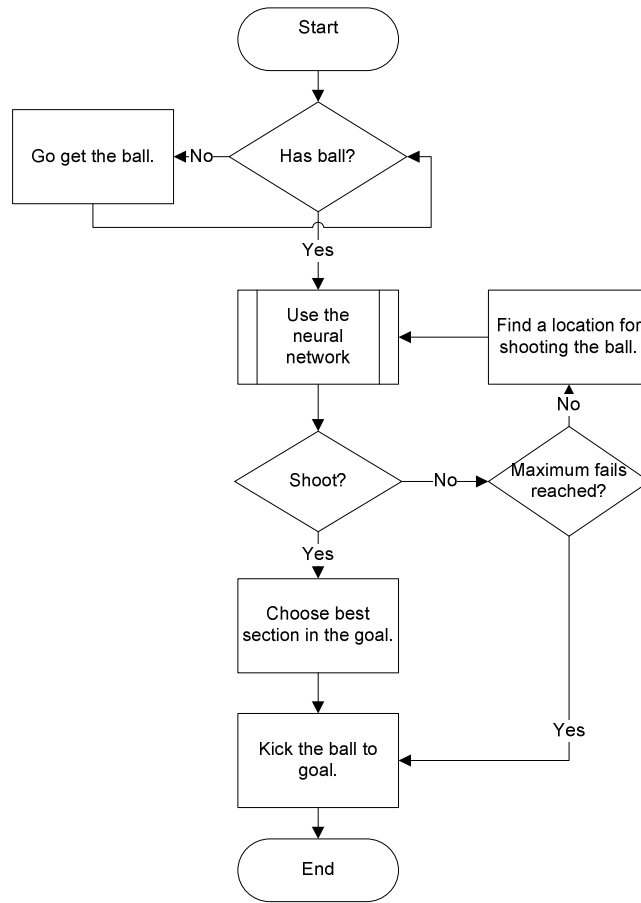 Start
Has ball?
No
Go get the ball.
Yes
Use the
neural
network
Find a location for
shooting the ball.
No
Shoot?
No
Maximum fails
reached?
Yes
Choose best
section in the goal.
Yes
Kick the ball to
goal.
End